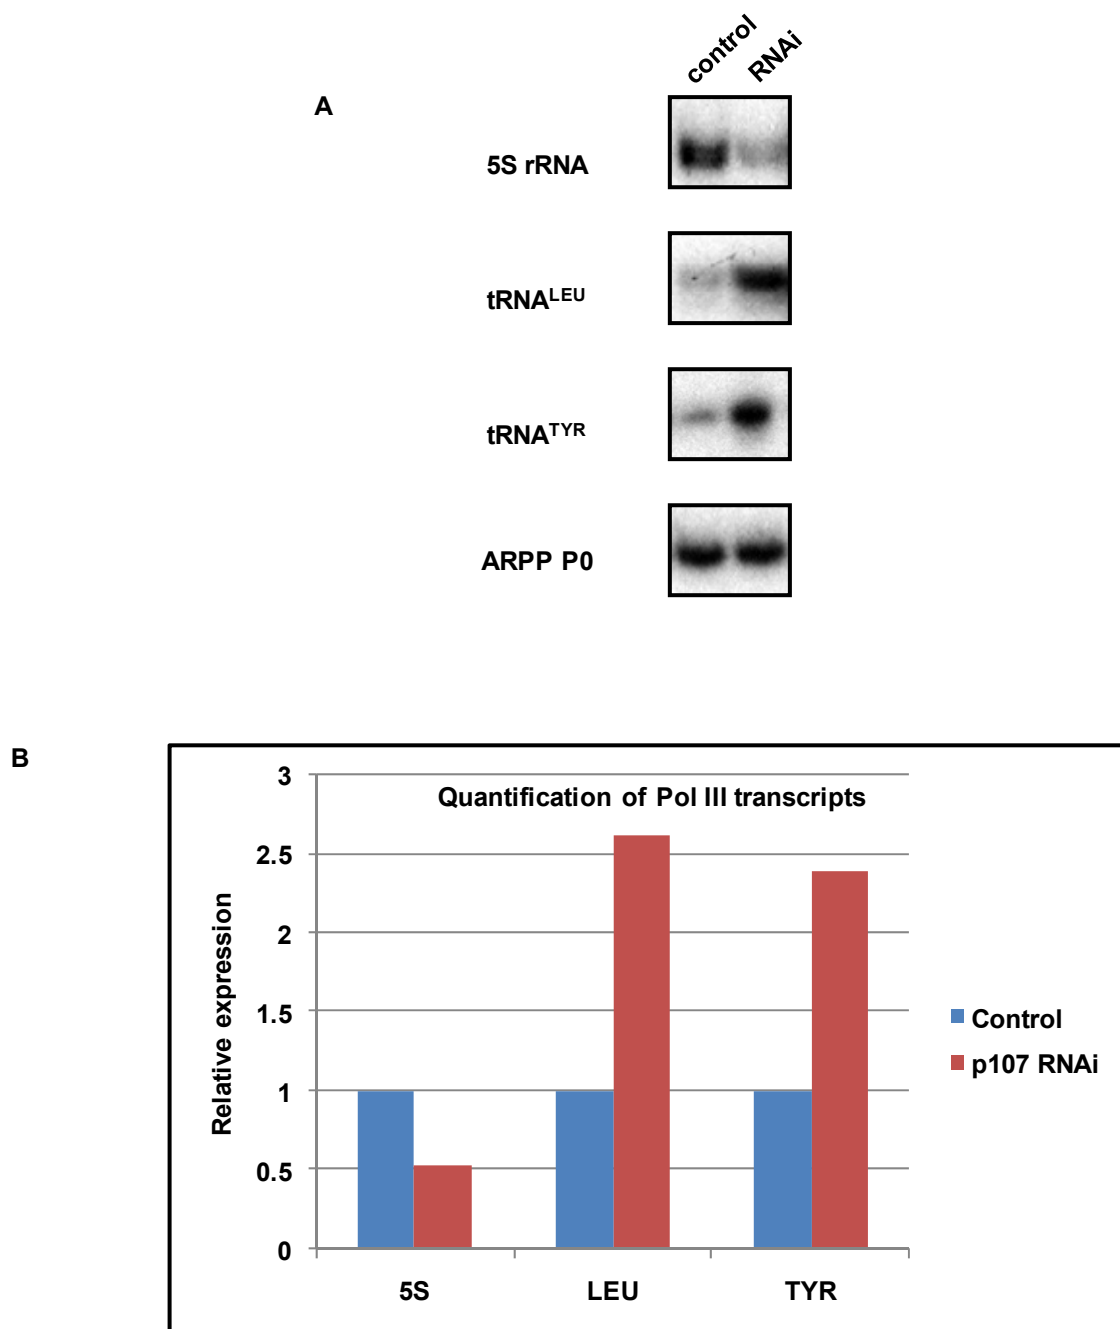 control RNAi
A
5S rRNA
tRNALEU
tRNATYR
ARPP P0
B
Quantification of Pol III transcripts
3
2.5
2
1.5
1
0.5
0
Relative expression
5S LEU TYR
Control
p107 RNAi